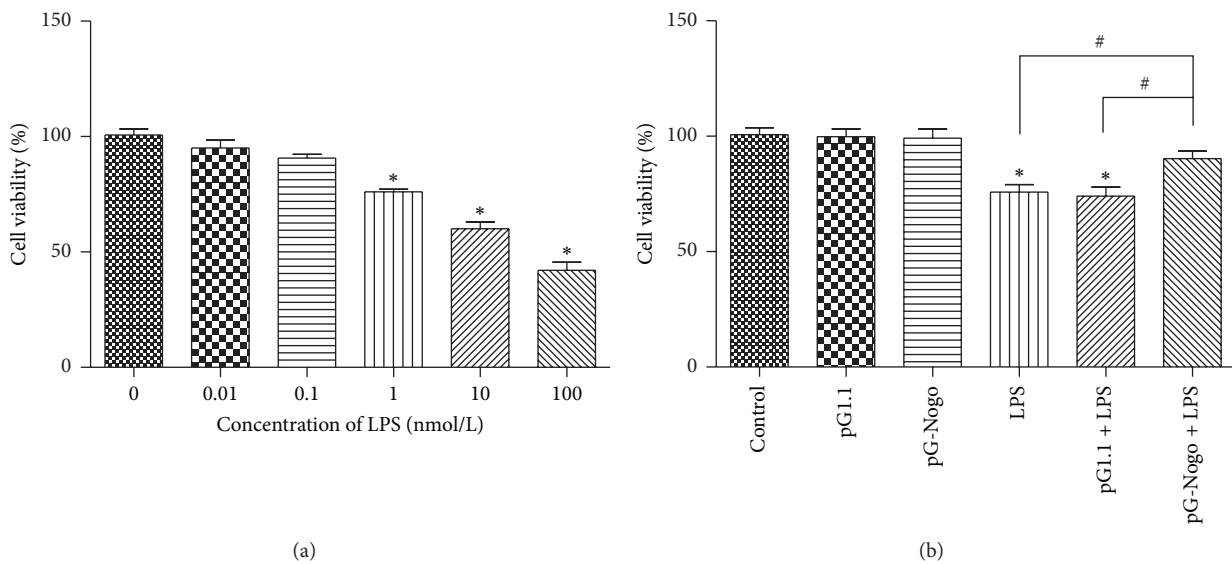 150
100
50
0
Cell viability (%)
*
*
*
0 0.01 0.1 1 10 100
Concentration of LPS (nmol/L)
(a)
150
100
50
0
Cell viability (%)
#
#
*
*
Control
pG1.1
pG-Nogo
LPS
pG1.1 + LPS
pG-Nogo + LPS
(b)